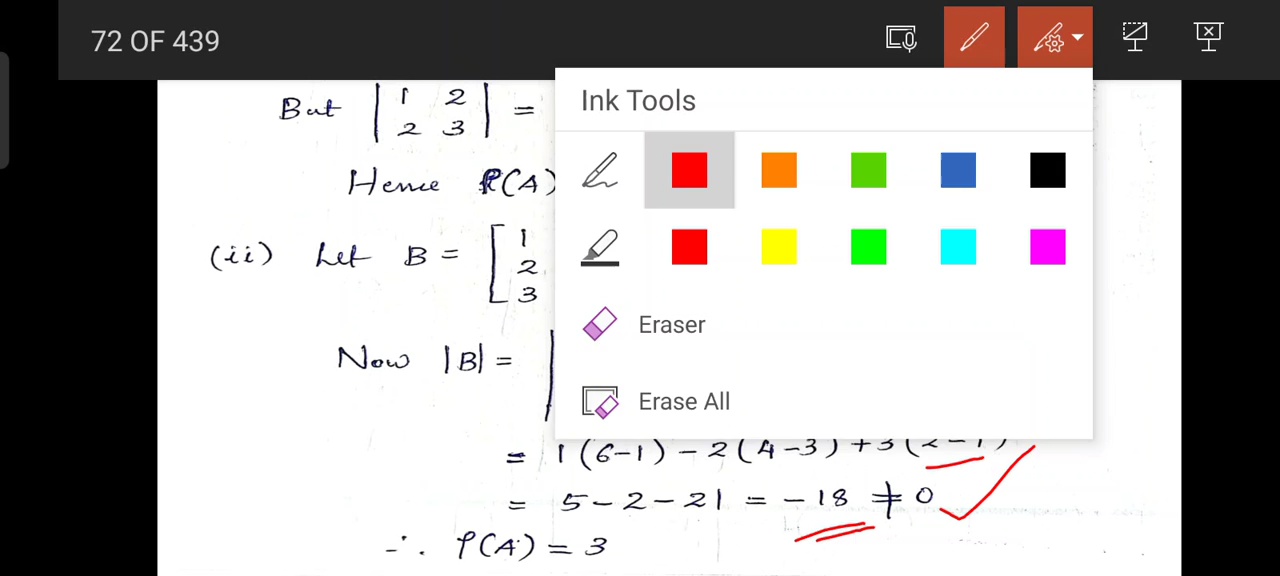 72 OF 439
Ink Tools
Eraser
Erase All
But | 1 2 | =
| 2 3 |
Hence ρ(A)
(ii) Let B = [ 1
2
3
Now |B| = |
= 1(6-1) - 2(4-3) + 3(2-
= 5 - 2 - 21 = -18 ≠ 0
∴ ρ(A) = 3